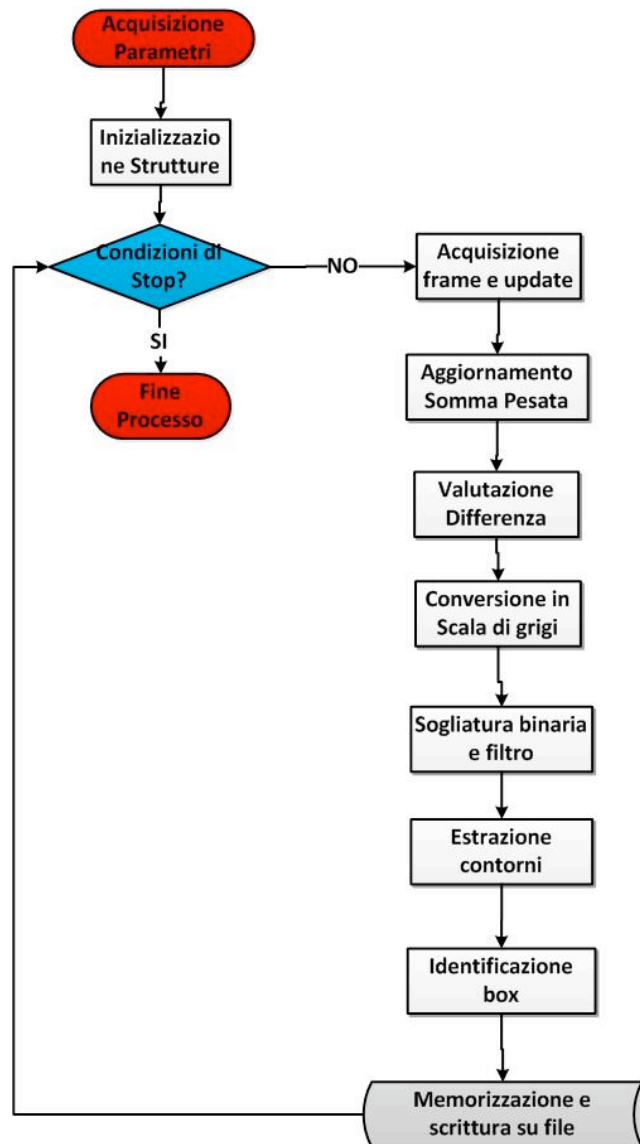 Acquisizione
Parametri
Inizializzazio
ne Strutture
Condizioni di
Stop?
NO
SI
Fine
Processo
Acquisizione
frame e update
Aggiornamento
Somma Pesata
Valutazione
Differenza
Conversione in
Scala di grigi
Sogliatura binaria
e filtro
Estrazione
contorni
Identificazione
box
Memorizzazione e
scrittura su file